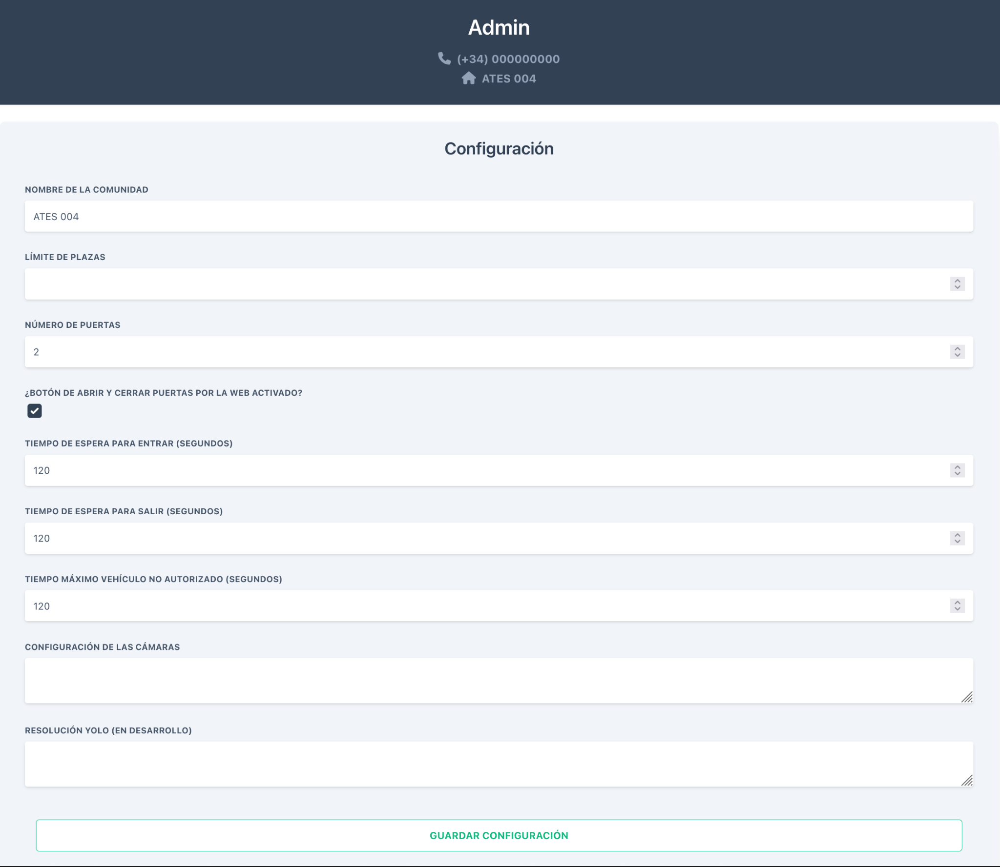 Admin
(+34) 000000000
ATES 004
Configuración
NOMBRE DE LA COMUNIDAD
ATES 004
LÍMITE DE PLAZAS
NÚMERO DE PUERTAS
2
¿BOTÓN DE ABRIR Y CERRAR PUERTAS POR LA WEB ACTIVADO?
TIEMPO DE ESPERA PARA ENTRAR (SEGUNDOS)
120
TIEMPO DE ESPERA PARA SALIR (SEGUNDOS)
120
TIEMPO MÁXIMO VEHÍCULO NO AUTORIZADO (SEGUNDOS)
120
CONFIGURACIÓN DE LAS CÁMARAS
RESOLUCIÓN YOLO (EN DESARROLLO)
GUARDAR CONFIGURACIÓN